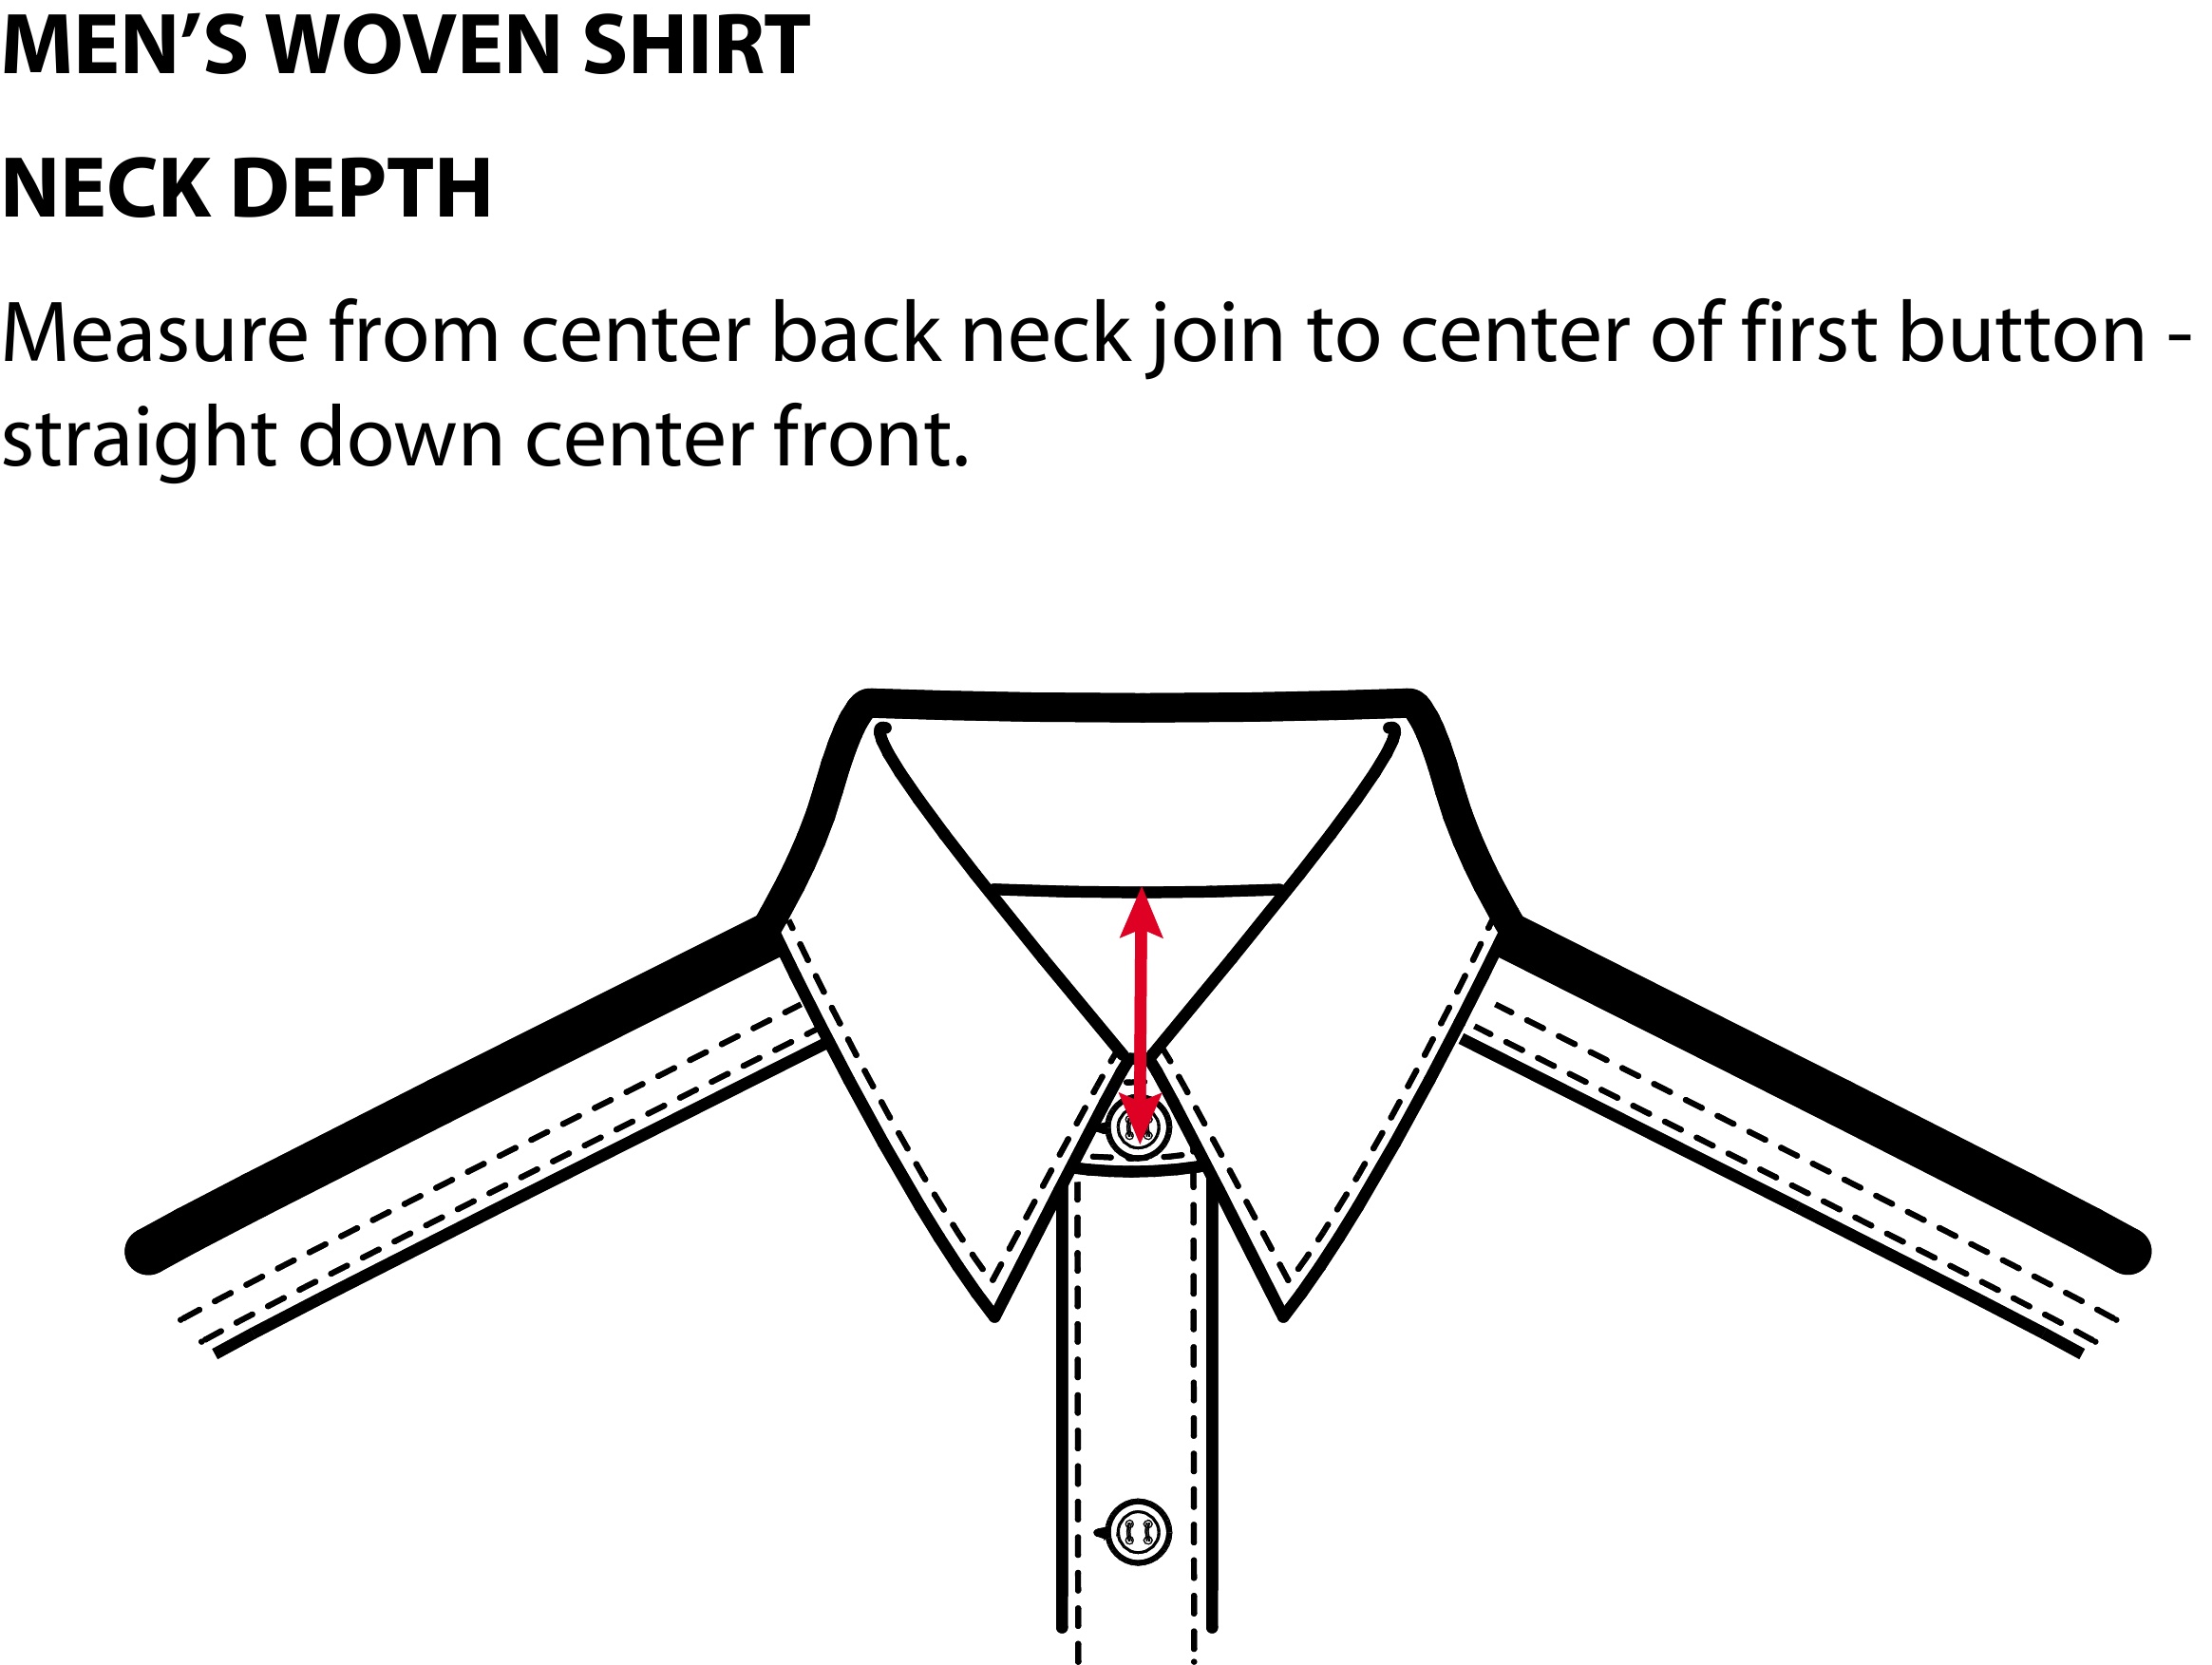 MEN’S WOVEN SHIRT
NECK DEPTH
Measure from center back neck join to center of first button -
straight down center front.